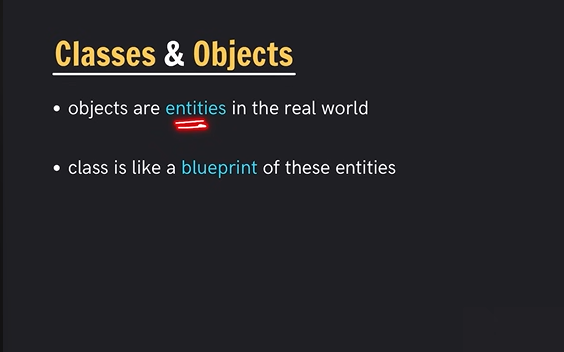 Classes & Objects
• objects are entities in the real world
• class is like a blueprint of these entities